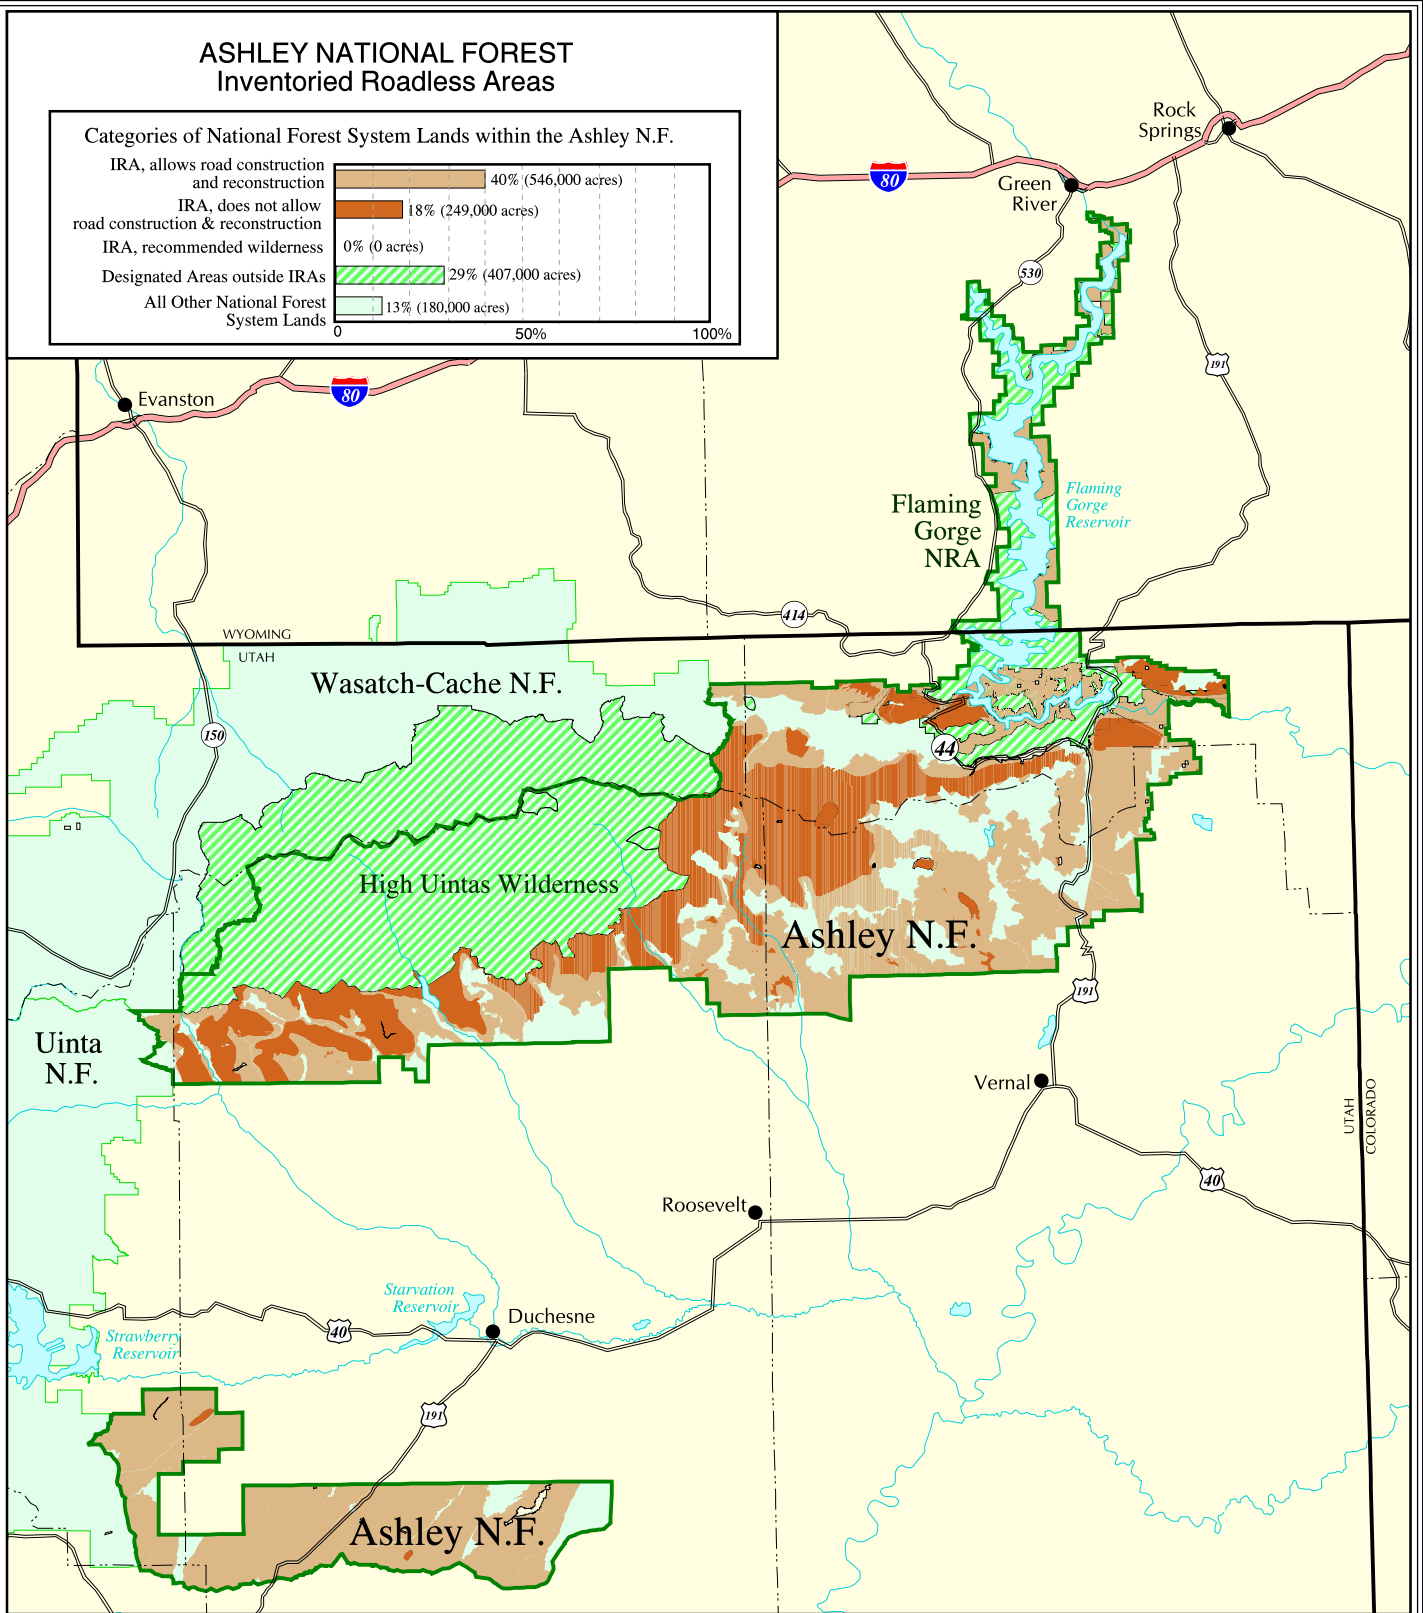 ASHLEY NATIONAL FOREST
Inventoried Roadless Areas
Categories of National Forest System Lands within the Ashley N.F.
IRA, allows road construction
and reconstruction
40% (546,000 acres)
IRA, does not allow
road construction & reconstruction
18% (249,000 acres)
IRA, recommended wilderness
0% (0 acres)
Designated Areas outside IRAs
29% (407,000 acres)
All Other National Forest
System Lands
13% (180,000 acres)
0
50%
100%
Rock
Springs
80
Green
River
530
191
80
Evanston
Flaming
Gorge
Reservoir
Flaming
Gorge
NRA
414
WYOMING
UTAH
Wasatch-Cache N.F.
150
44
High Uintas Wilderness
Ashley N.F.
191
Uinta
N.F.
Vernal
UTAH
COLORADO
40
Roosevelt
Starvation
Reservoir
Duchesne
40
Strawberry
Reservoir
191
Ashley N.F.